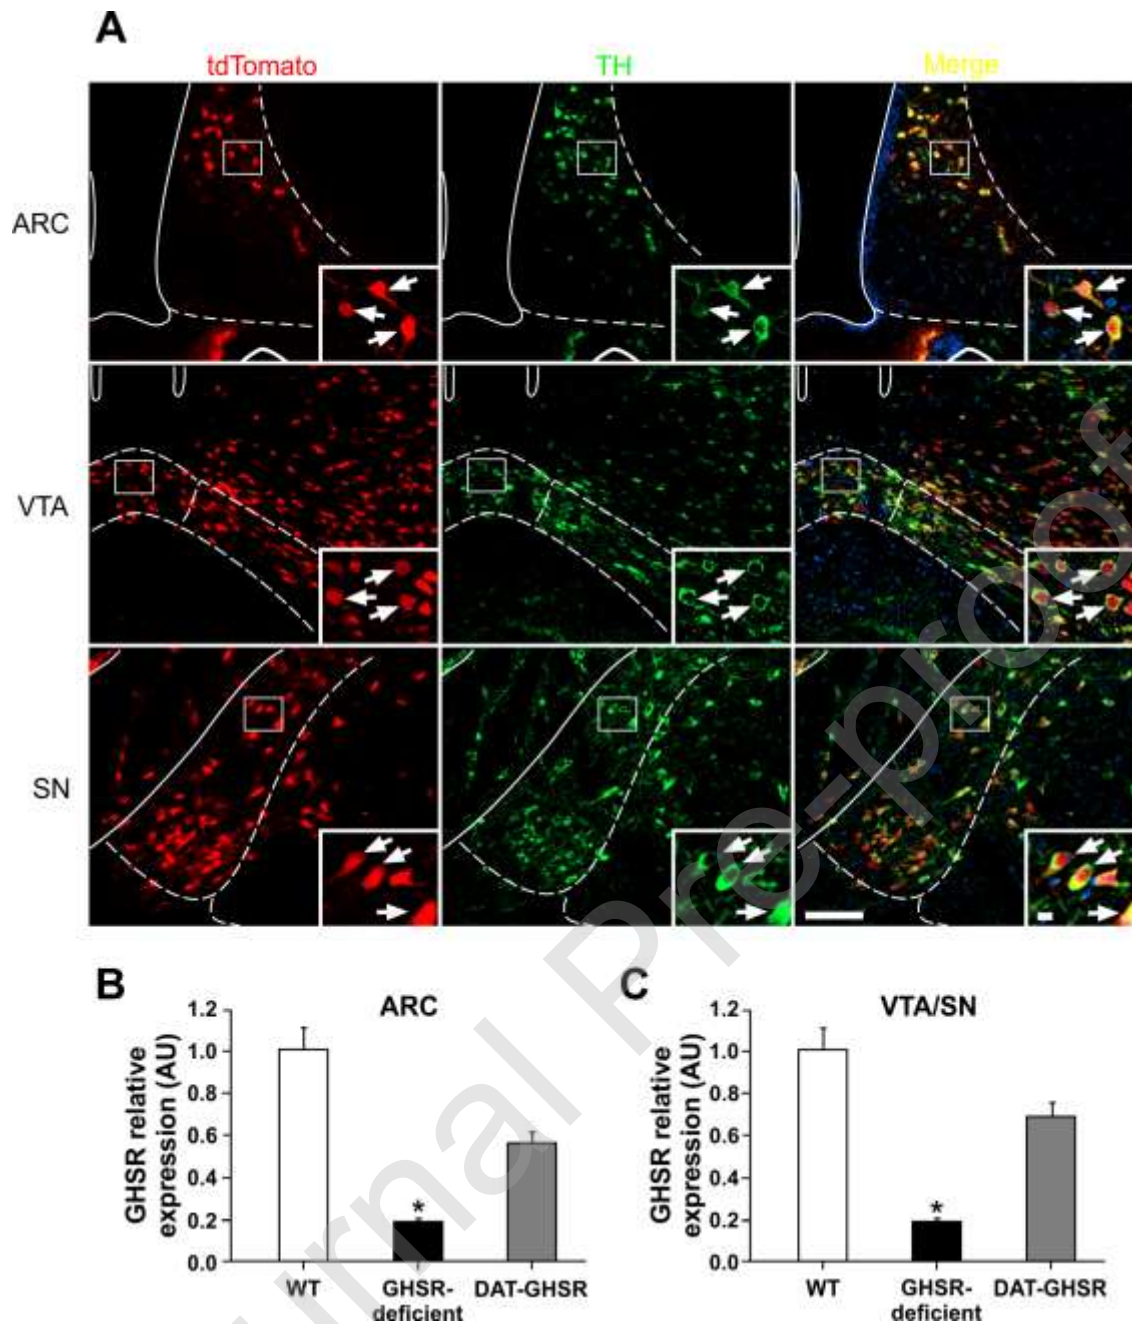 A
tdTomato TH Merge
ARC
VTA
SN
B
ARC
GHSR relative
expression (AU)
1.2
1.0
0.8
0.6
0.4
0.2
0.0
*
WT GHSR-deficient DAT-GHSR
C
VTA/SN
GHSR relative
expression (AU)
1.2
1.0
0.8
0.6
0.4
0.2
0.0
*
WT GHSR-deficient DAT-GHSR
urnal Pre-proof